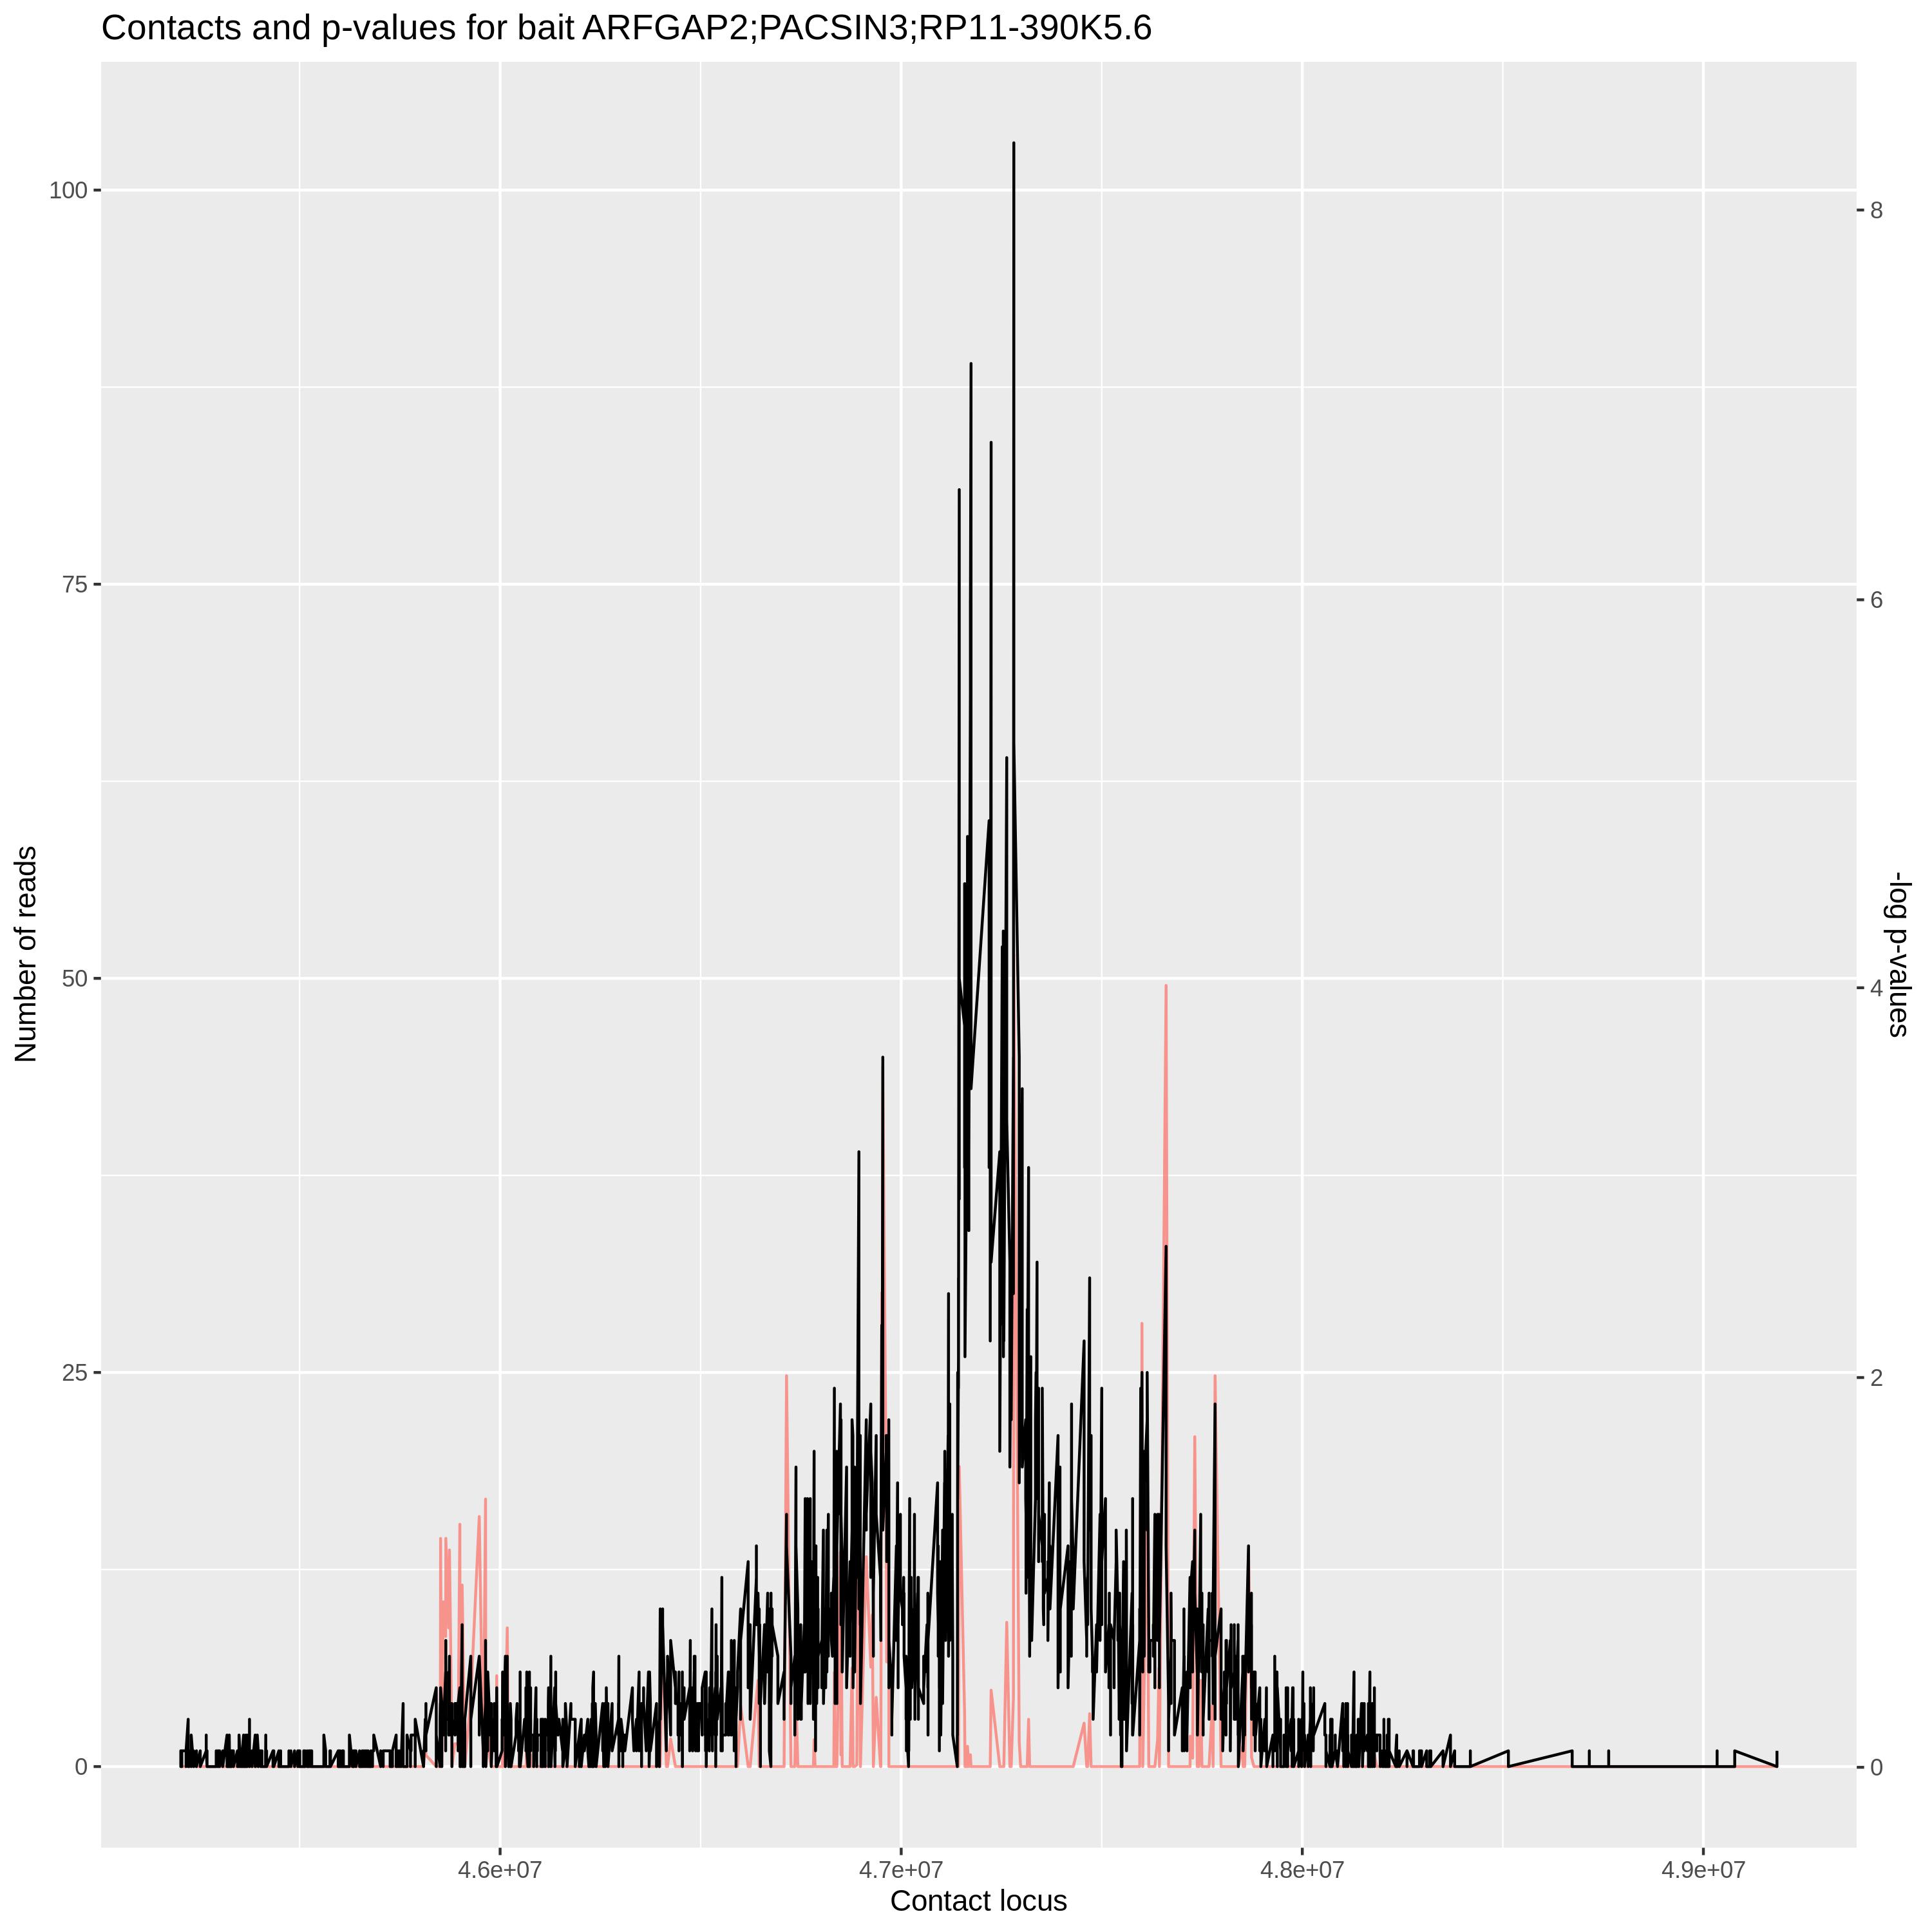 Contacts and p-values for bait ARFGAP2;PACSIN3;RP11-390K5.6
100
75
50
25
0
Number of reads
8
6
4
2
0
-log p-values
4.6e+07 4.7e+07 4.8e+07 4.9e+07
Contact locus